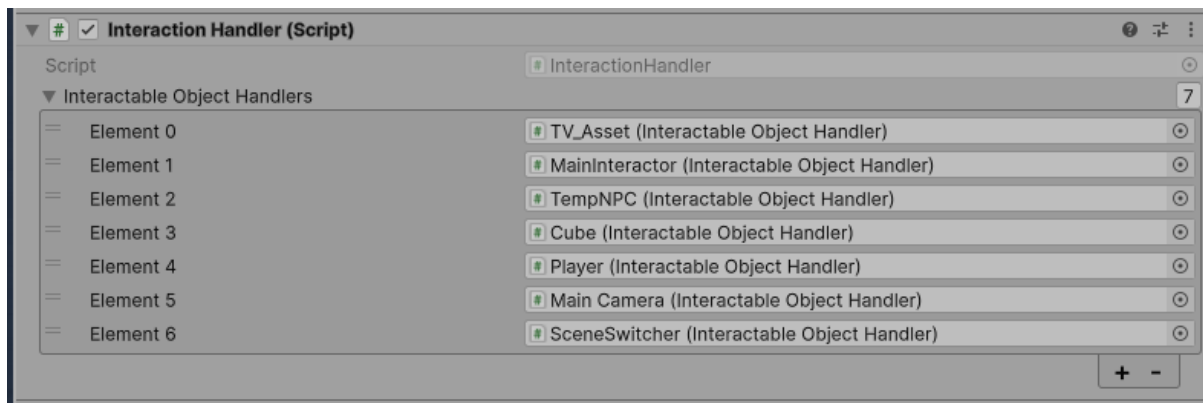 Interaction Handler (Script)
Script InteractionHandler
Interactable Object Handlers 7
Element 0 TV_Asset (Interactable Object Handler)
Element 1 MainInteractor (Interactable Object Handler)
Element 2 TempNPC (Interactable Object Handler)
Element 3 Cube (Interactable Object Handler)
Element 4 Player (Interactable Object Handler)
Element 5 Main Camera (Interactable Object Handler)
Element 6 SceneSwitcher (Interactable Object Handler)
+ -